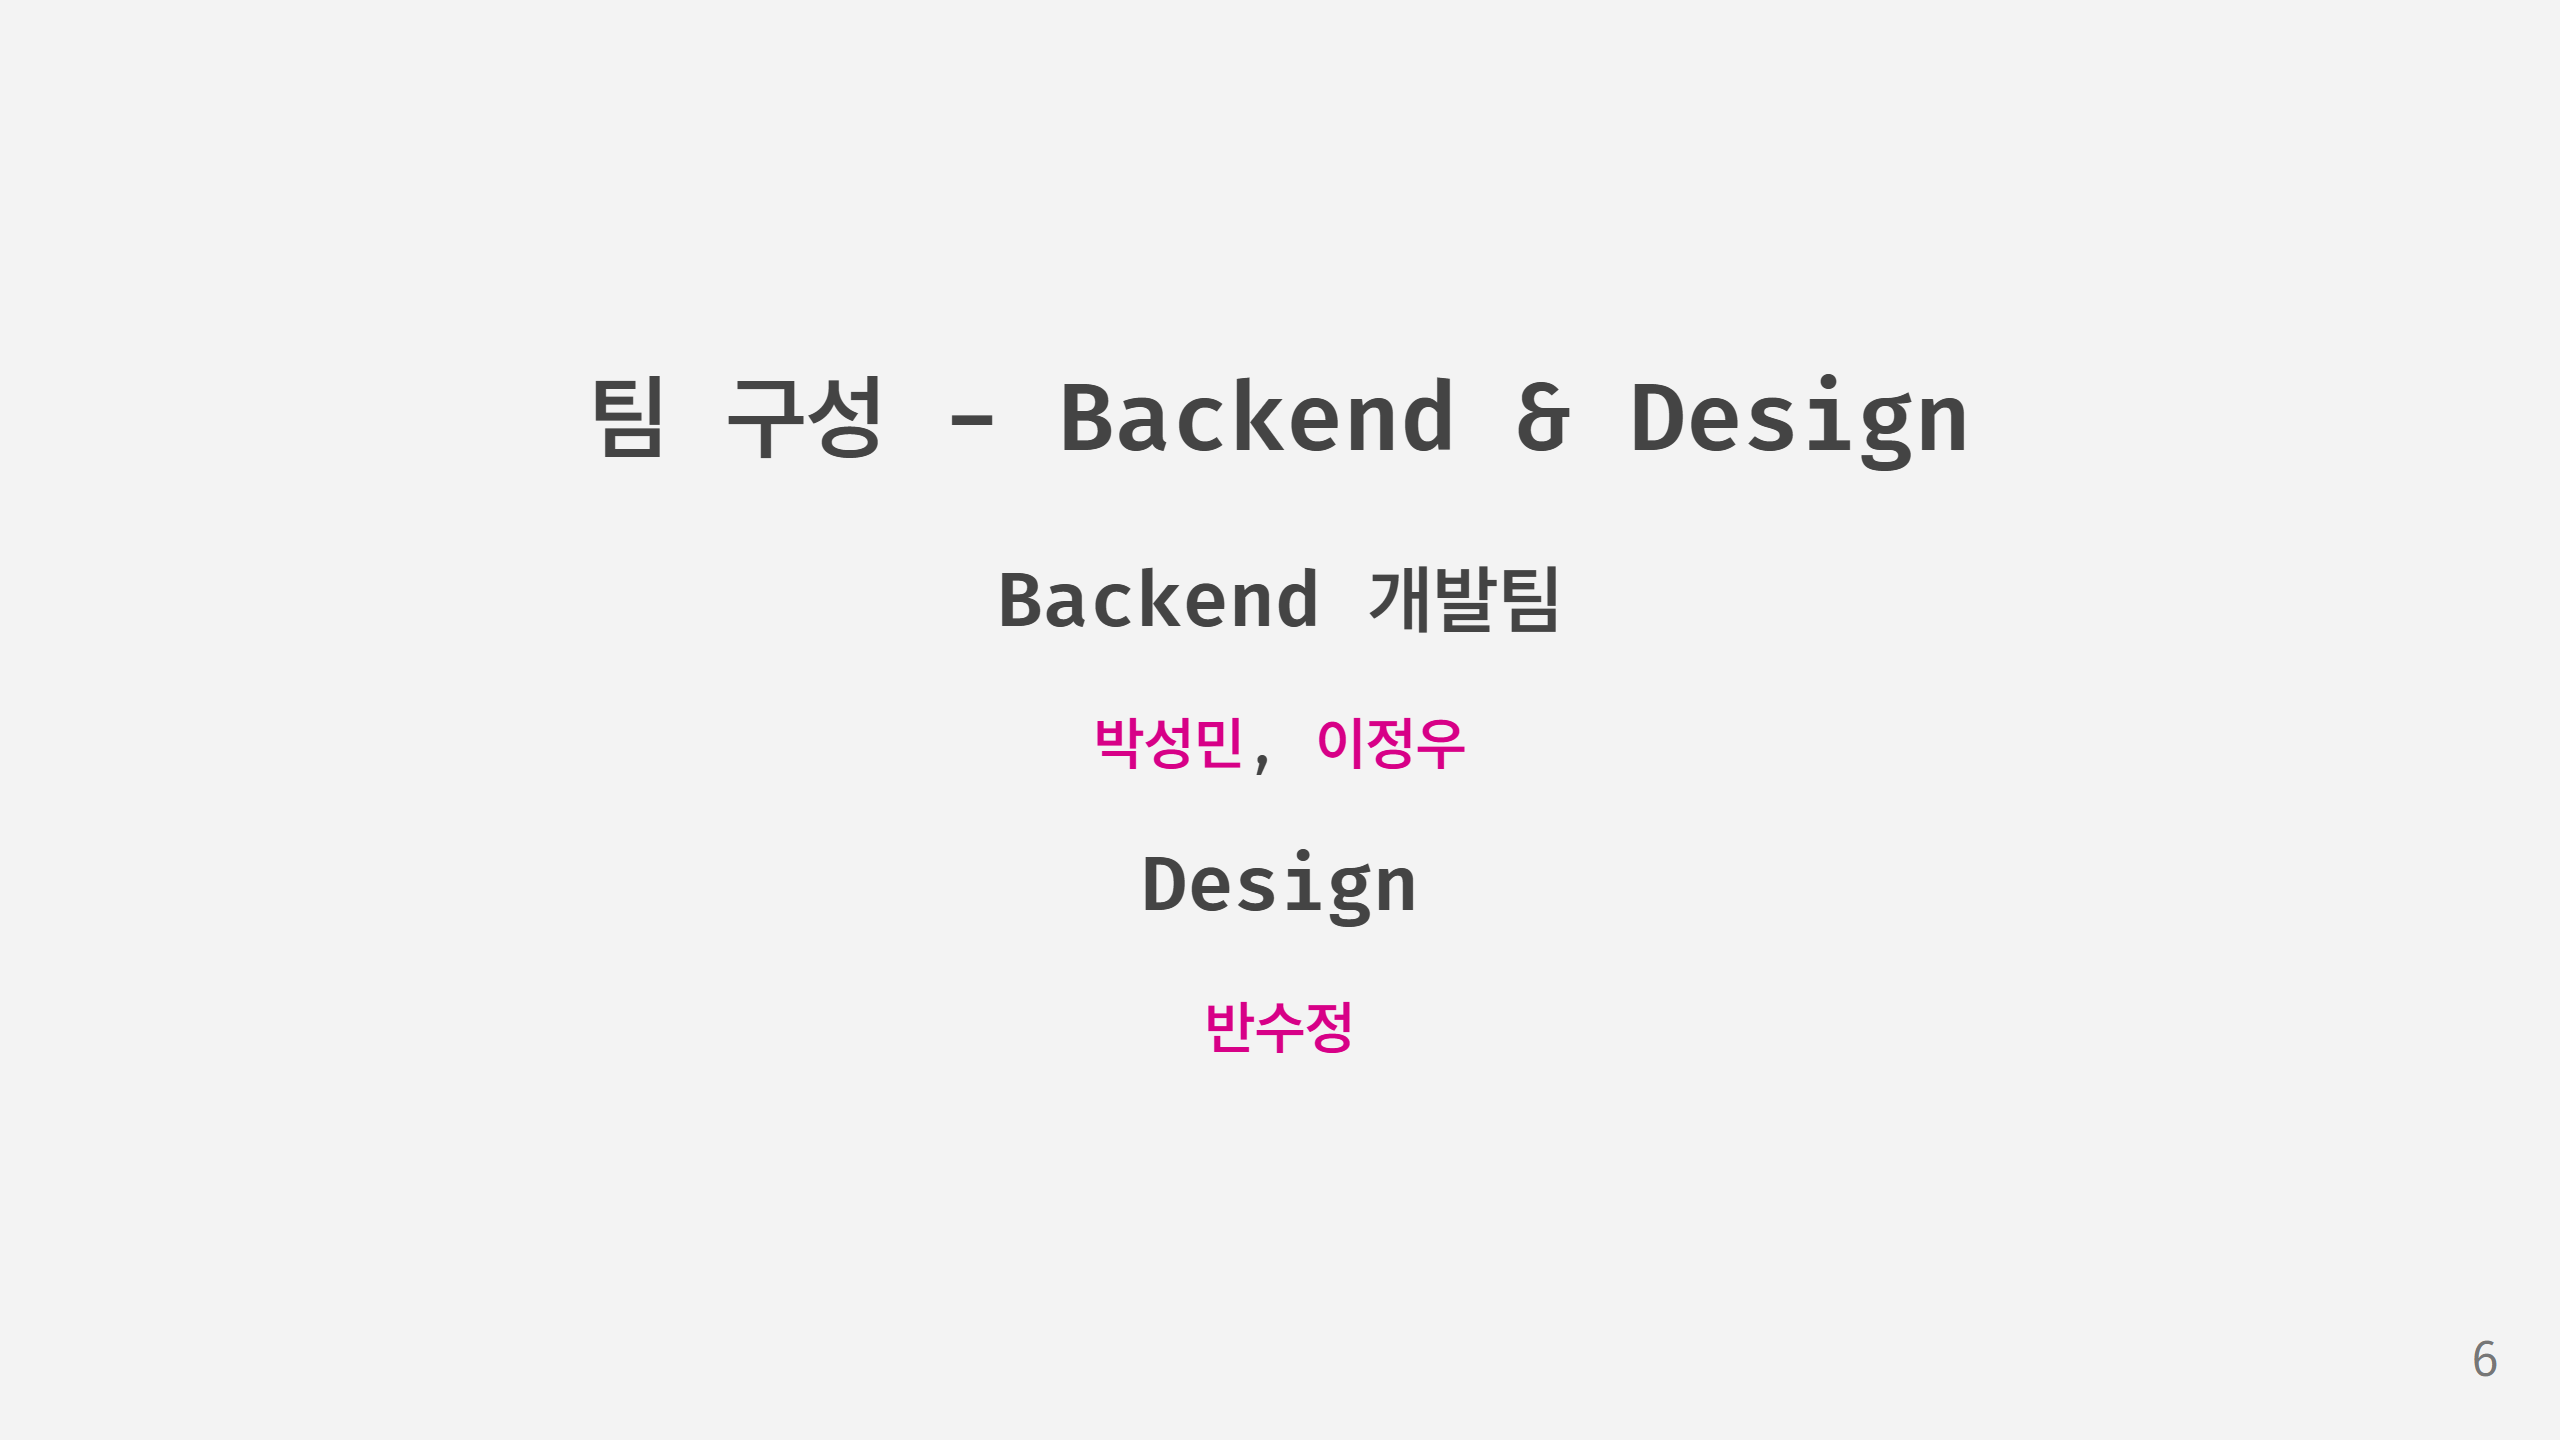 팀 구성 - Backend & Design
Backend 개발팀
박성민, 이정우
Design
반수정
6